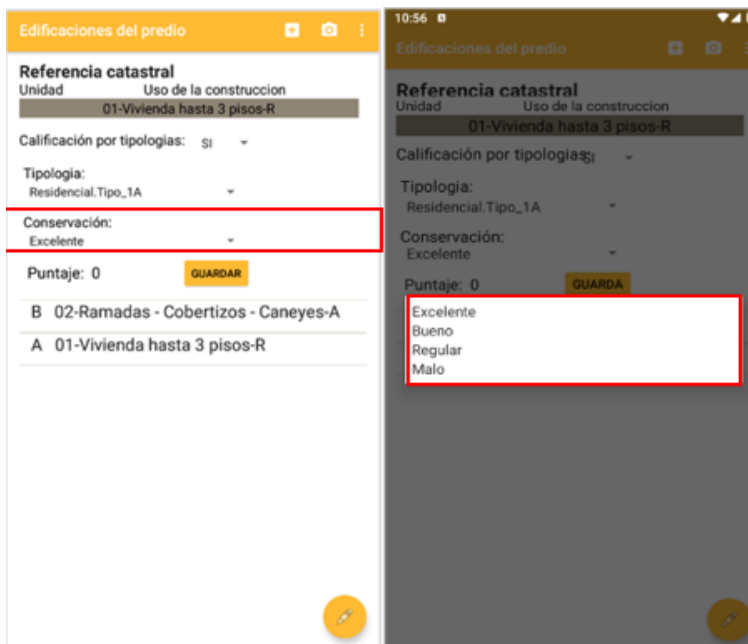 Edificaciones del predio
Referencia catastral
Unidad Uso de la construccion
01-Vivienda hasta 3 pisos-R
Calificación por tipologias: SI
Tipologia:
Residencial.Tipo_1A
Conservación:
Excelente
Puntaje: 0 GUARDAR
B 02-Ramadas - Cobertizos - Caneyes-A
A 01-Vivienda hasta 3 pisos-R
10:56
Edificaciones del predio
Referencia catastral
Unidad Uso de la construccion
01-Vivienda hasta 3 pisos-R
Calificación por tipologias: SI
Tipologia:
Residencial.Tipo_1A
Conservación:
Excelente
Puntaje: 0 GUARDA
Excelente
Bueno
Regular
Malo